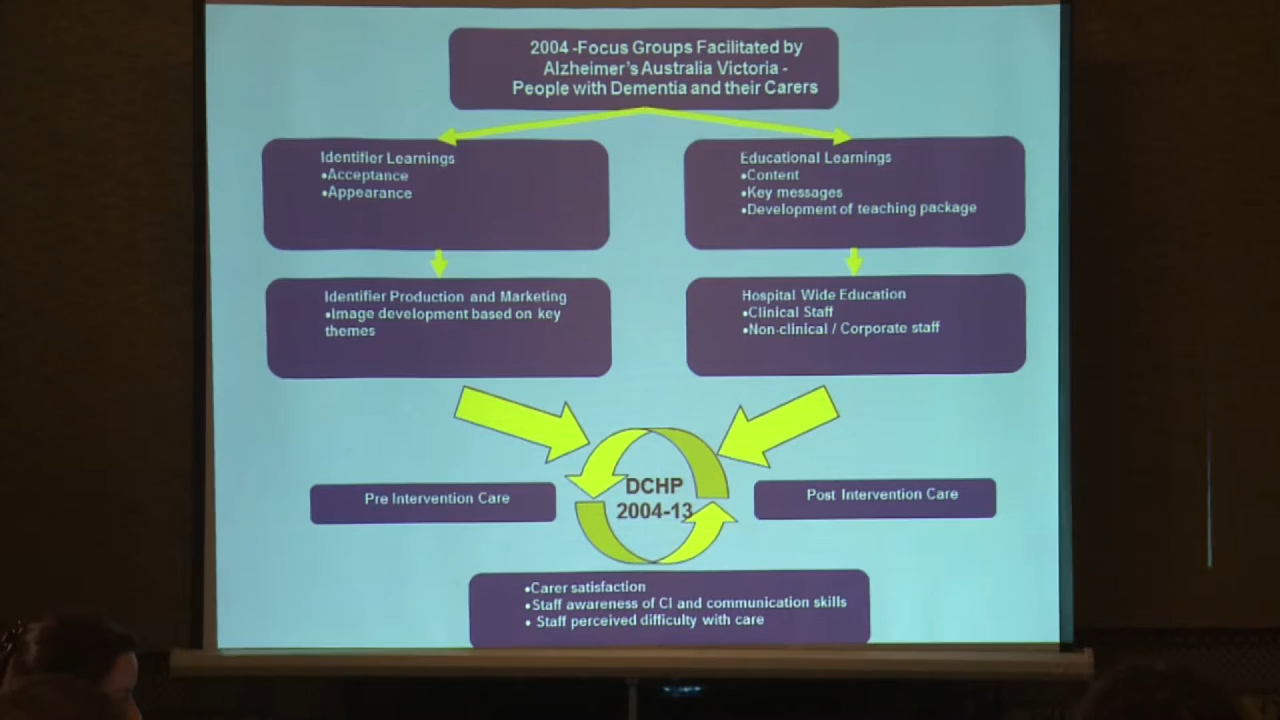 2004 -Focus Groups Facilitated by
Alzheimer's Australia Victoria -
People with Dementia and their Carers
Identifier Learnings
•Acceptance
•Appearance
Educational Learnings
•Content
•Key messages
•Development of teaching package
Identifier Production and Marketing
•Image development based on key
themes
Hospital Wide Education
•Clinical Staff
•Non-clinical / Corporate staff
Pre Intervention Care
DCHP
2004-13
Post Intervention Care
•Carer satisfaction
•Staff awareness of CI and communication skills
• Staff perceived difficulty with care